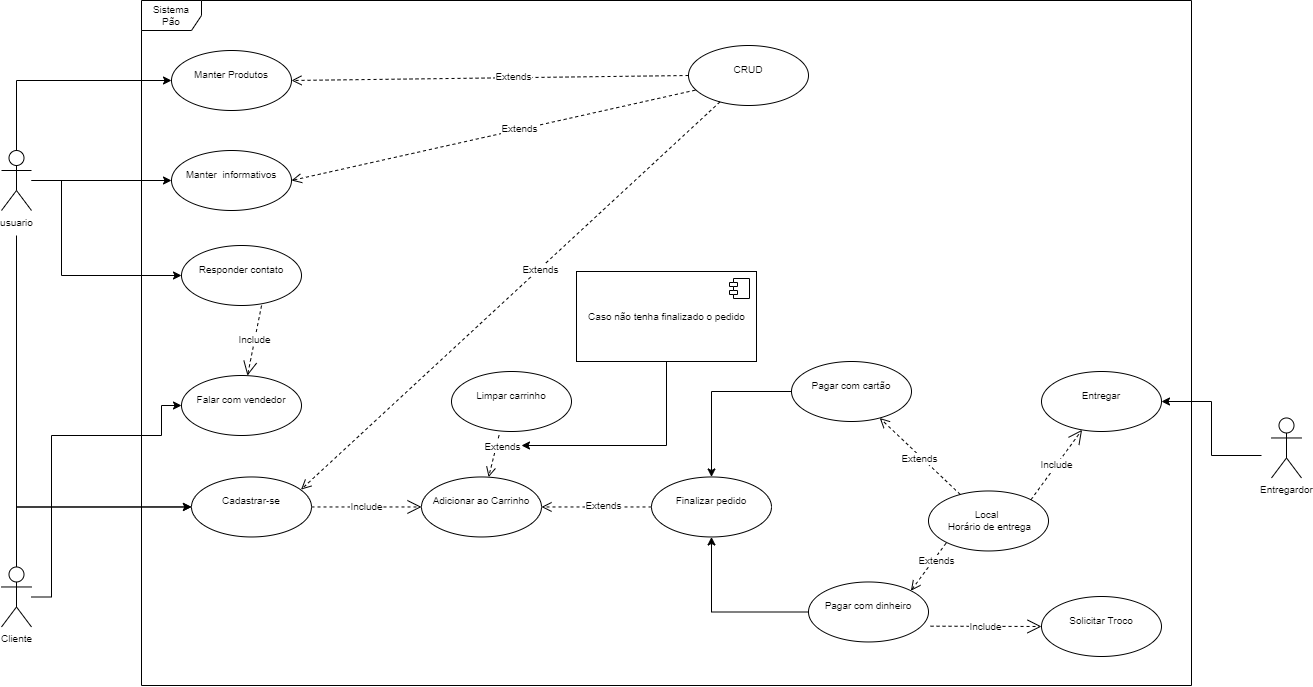 Sistema
Pão
Manter Produtos
Extends
CRUD
Extends
Manter  informativos
usuario
Responder contato
Extends
Include
Caso não tenha finalizado o pedido
Falar com vendedor
Limpar carrinho
Pagar com cartão
Entregar
Extends
Extends
Include
Entregardor
Cadastrar-se
Include
Adicionar ao Carrinho
Extends
Finalizar pedido
Local
Horário de entrega
Extends
Pagar com dinheiro
Include
Solicitar Troco
Cliente